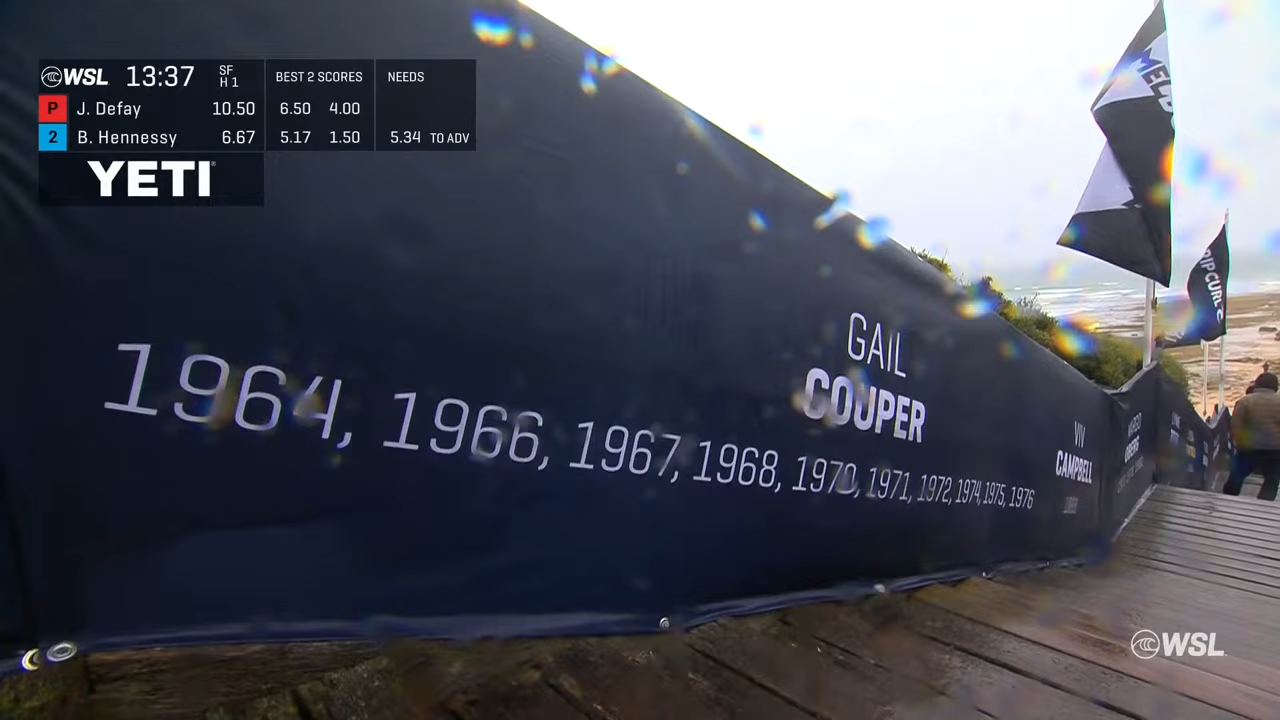 WSL 13:37 SF H 1 BEST 2 SCORES NEEDS
P J. Defay 10.50 6.50 4.00
2 B. Hennessy 6.67 5.17 1.50 5.34 TO ADV
YETI
GAIL
COUPER
1964, 1966, 1967, 1968, 1970, 1971, 1972, 1974, 1975, 1976
VIV
CAMPBELL
RIP CURL
WSL